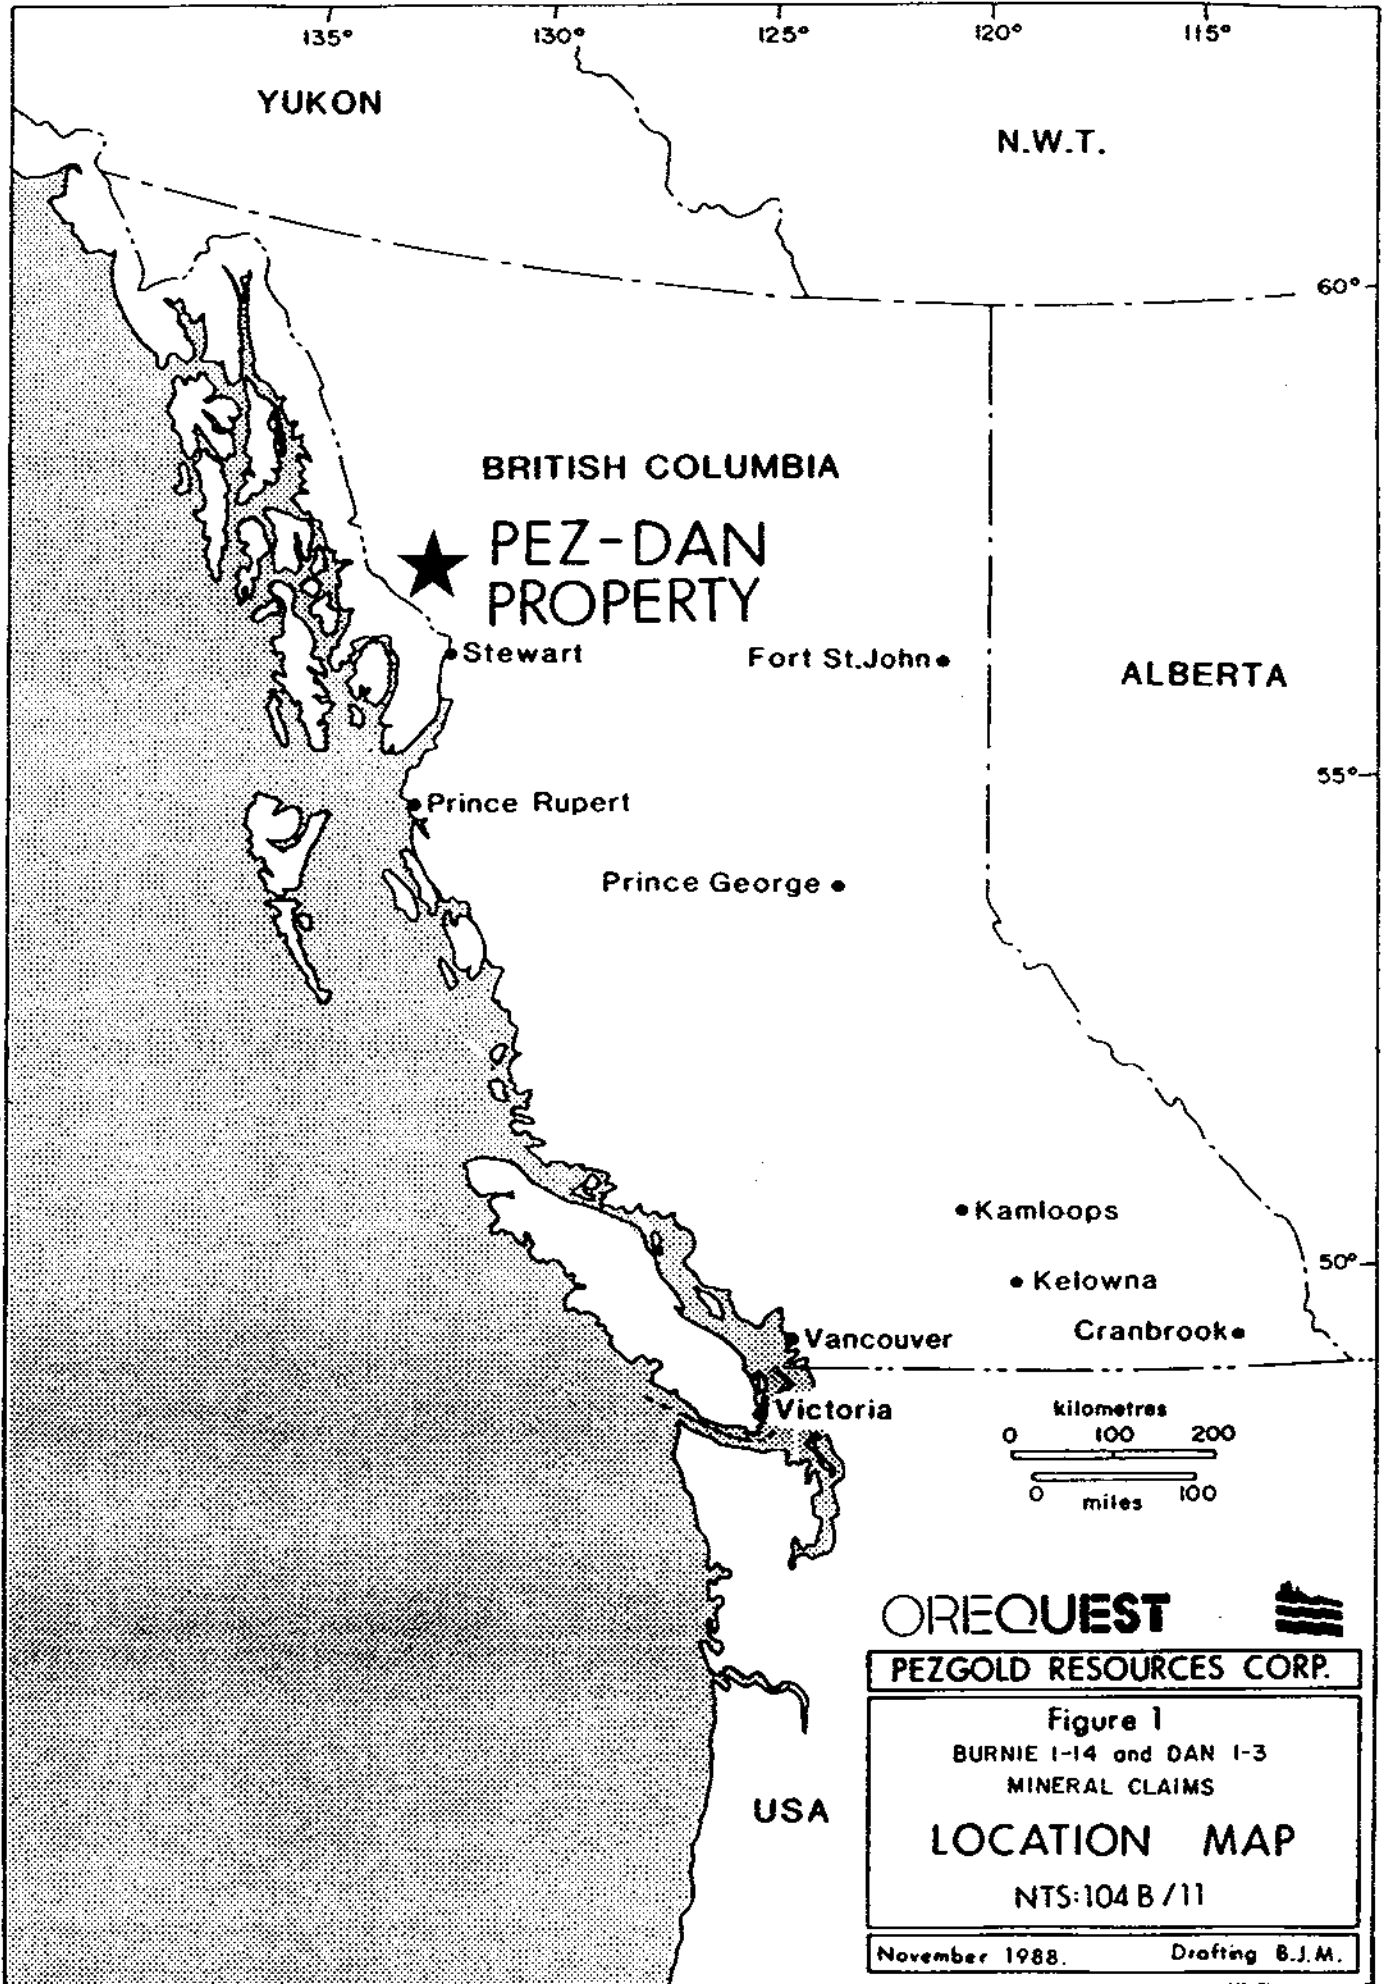 135° 130° 125° 120° 115°
YUKON
N.W.T.
60°
BRITISH COLUMBIA
PEZ-DAN
PROPERTY
Stewart
Fort St.John
ALBERTA
55°
Prince Rupert
Prince George
Kamloops
50°
Kelowna
Cranbrook
Vancouver
Victoria
kilometres
0 100 200
0 miles 100
OREQUEST
PEZGOLD RESOURCES CORP.
Figure 1
BURNIE 1-14 and DAN 1-3
MINERAL CLAIMS
USA
LOCATION MAP
NTS:104 B/11
November 1988. Drafting B.J.M.